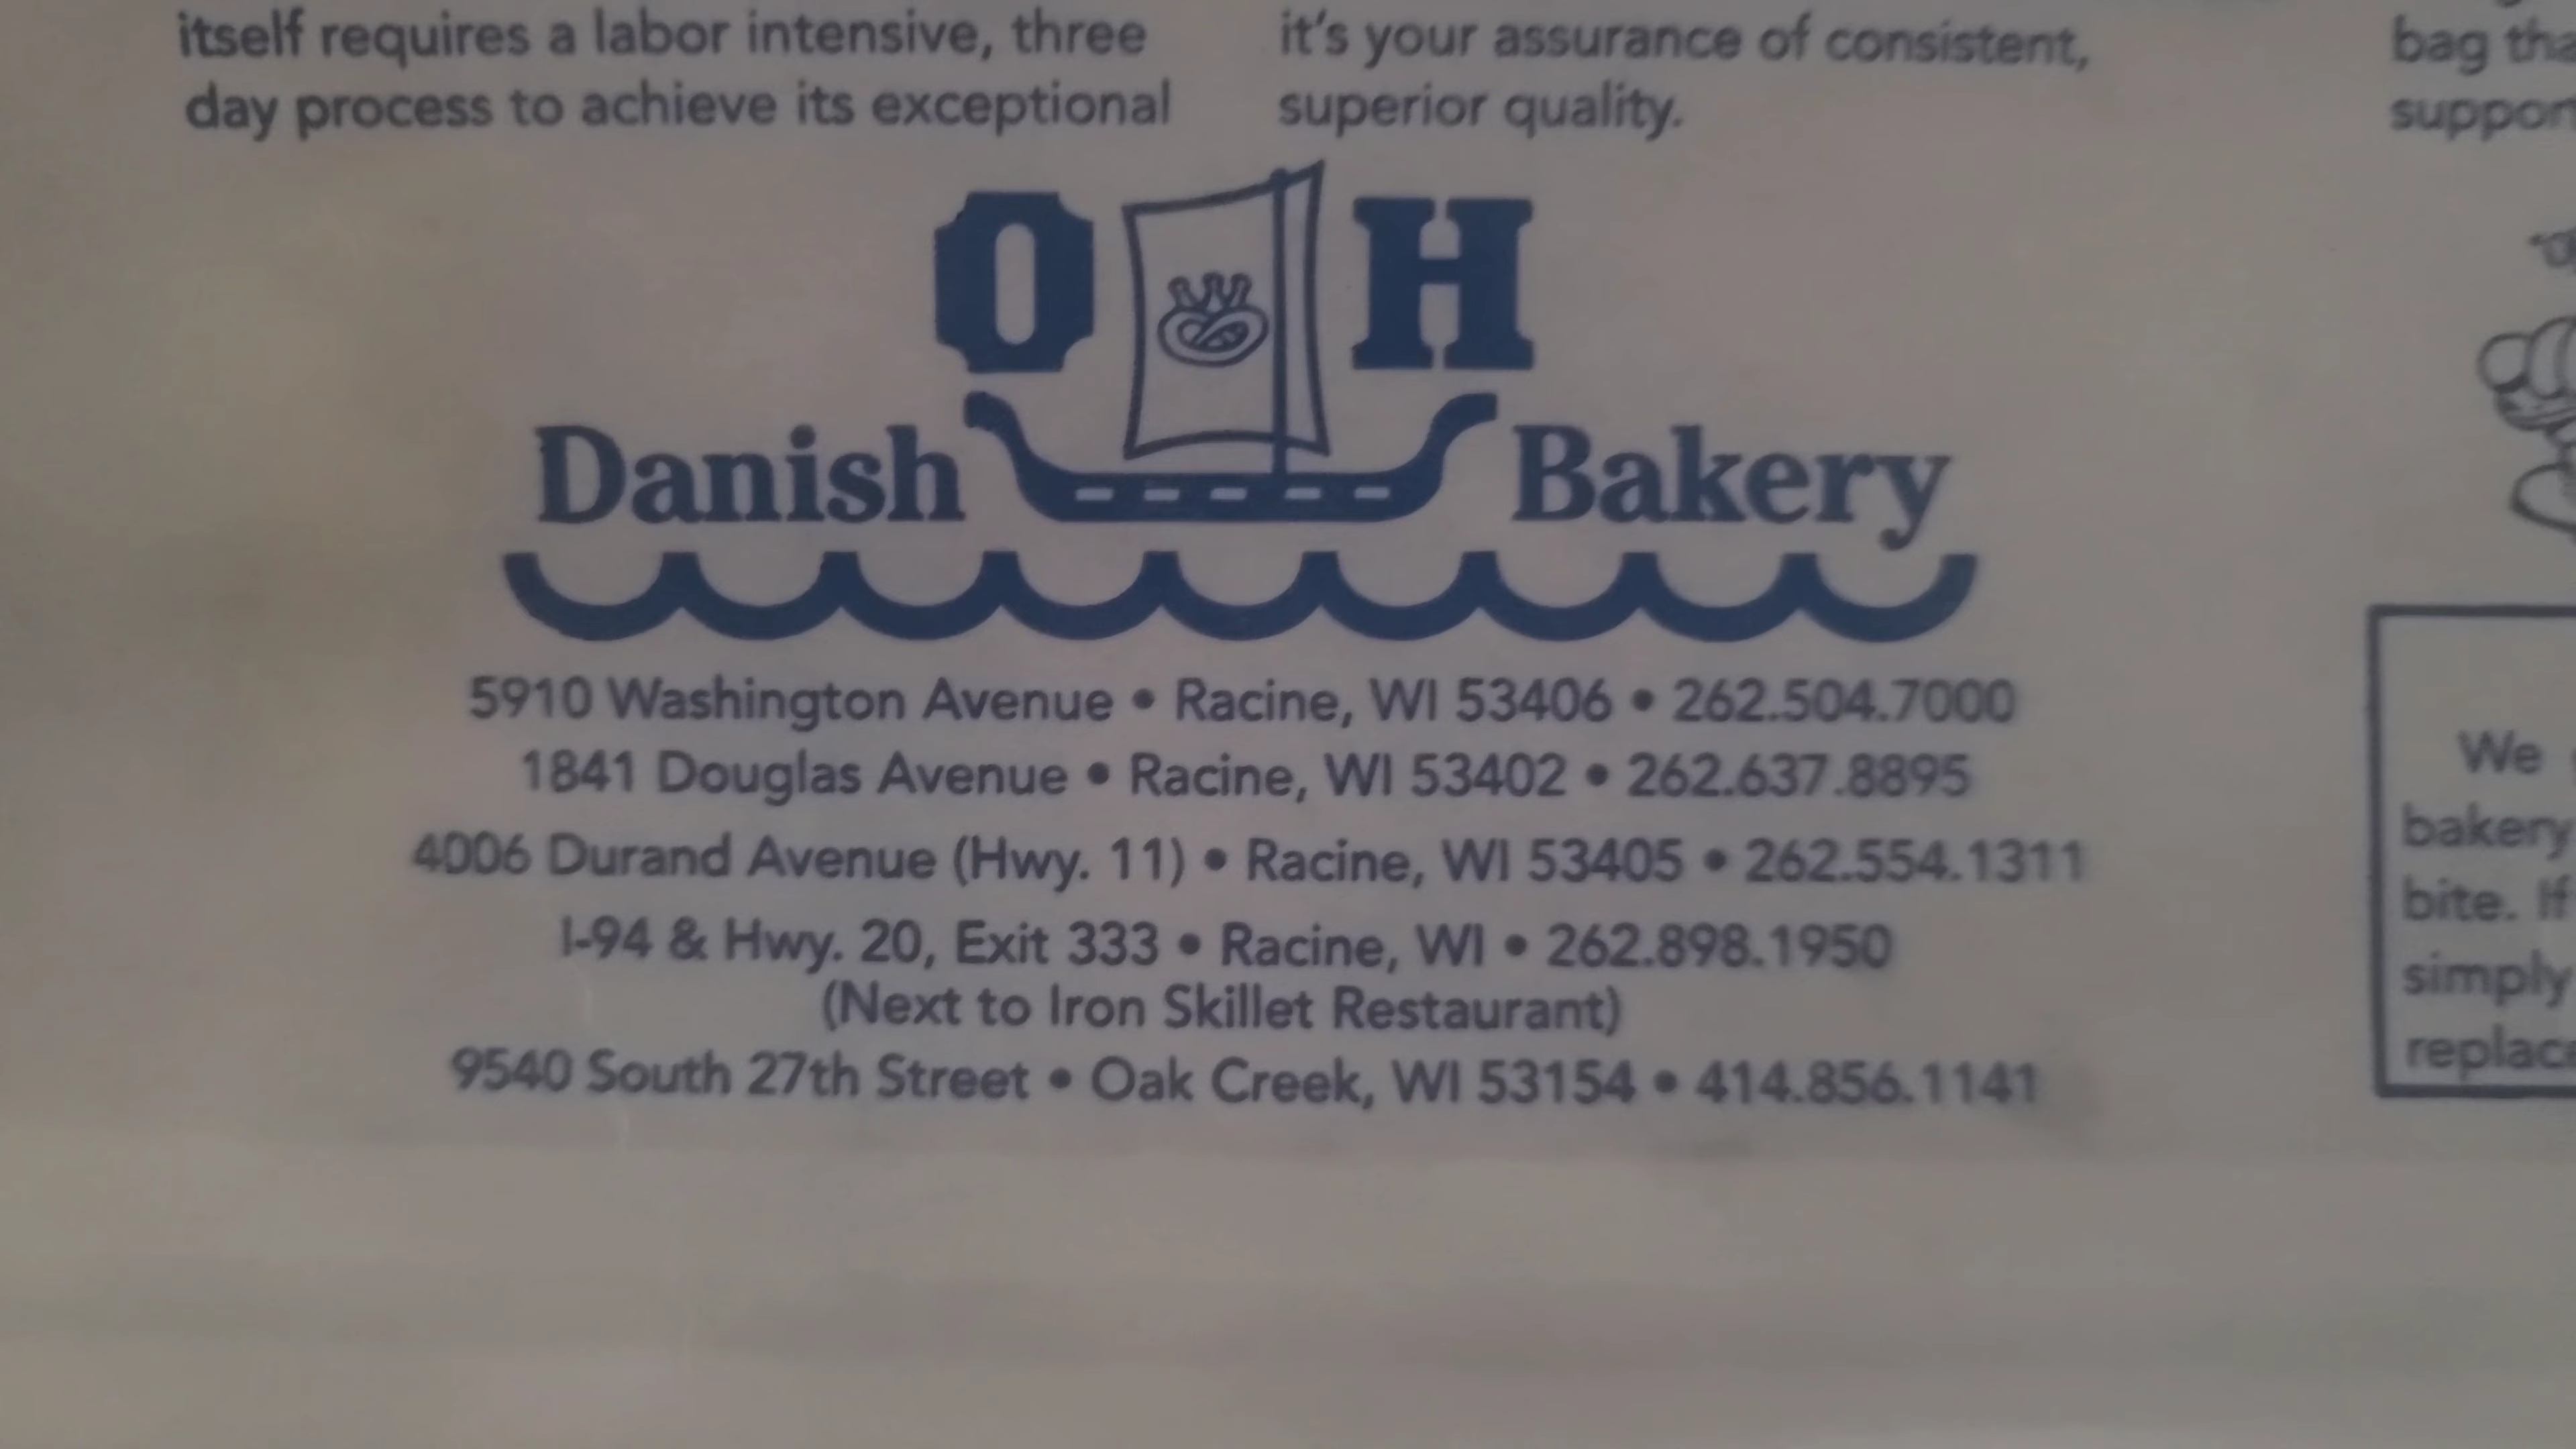 itself requires a labor intensive, three
day process to achieve its exceptional
it's your assurance of consistent,
superior quality.
bag
O H
Danish Bakery
5910 Washington Avenue • Racine, WI 53406 • 262.504.7000
1841 Douglas Avenue • Racine, WI 53402 • 262.637.8895
4006 Durand Avenue (Hwy. 11) • Racine, WI 53405 • 262.554.1311
I-94 & Hwy. 20, Exit 333 • Racine, WI • 262.898.1950
(Next to Iron Skillet Restaurant)
9540 South 27th Street • Oak Creek, WI 53154 • 414.856.1141
We
bakery
bite. If
simply